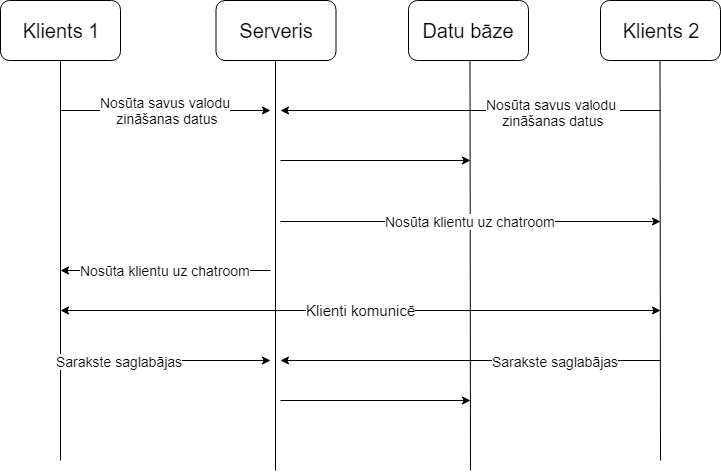 Klients 1
Serveris
Datu bāze
Klients 2
Nosūta savus valodu
zināšanas datus
Nosūta savus valodu
zināšanas datus
Nosūta klientu uz chatroom
Nosūta klientu uz chatroom
Klienti komunicē
Sarakste saglabājas
Sarakste saglabājas